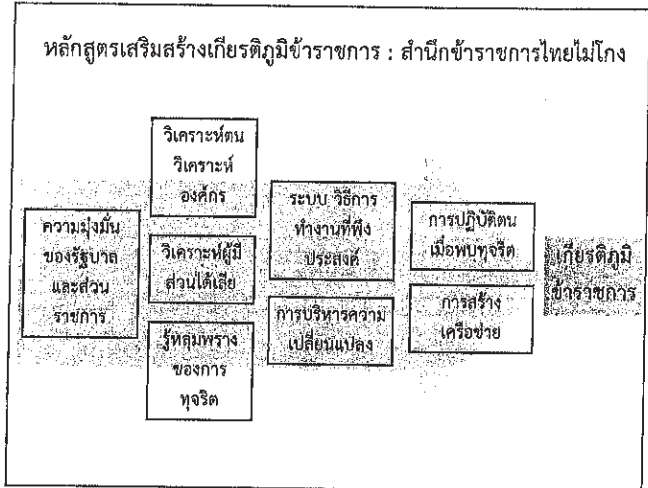 หลักสูตรเสริมสร้างเกียรติภูมิข้าราชการ : สำนึกข้าราชการไทยไม่โกง
ความมุ่งมั่น
ของรัฐบาล
และส่วน
ราชการ
วิเคราะห์ตน
วิเคราะห์
องค์กร
วิเคราะห์ผู้มี
ส่วนได้เสีย
รู้หลุมพราง
ของการ
ทุจริต
ระบบ วิธีการ
ทำงานที่พึง
ประสงค์
การบริหารความ
เปลี่ยนแปลง
การปฏิบัติตน
เมื่อพบทุจริต
การสร้าง
เครือข่าย
เกียรติภูมิ
ข้าราชการ